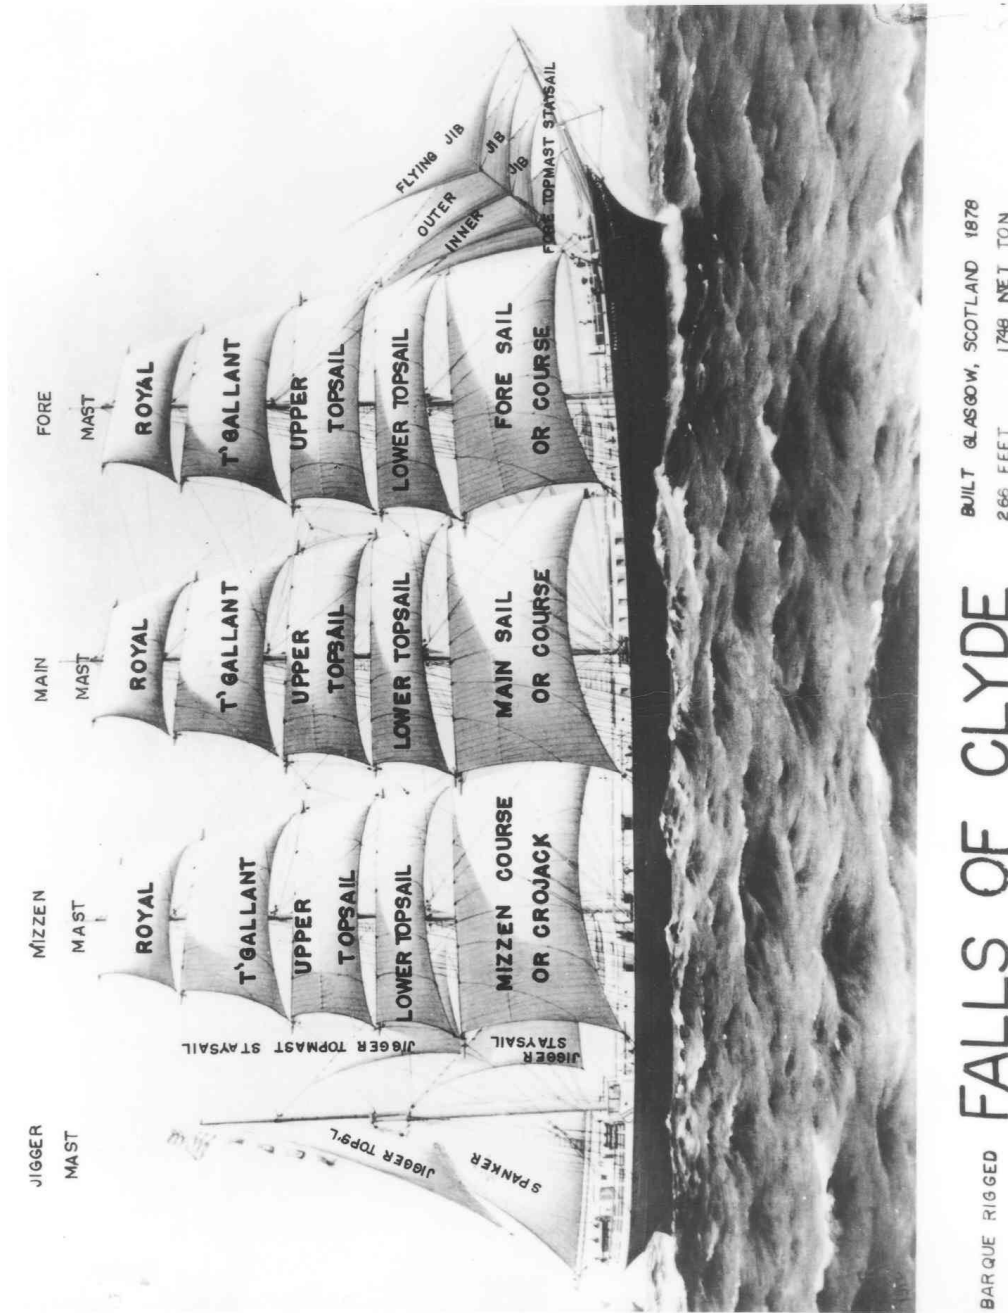 JIGGER
MAST
MIZZEN
MAST
MAIN
MAST
FORE
MAST
ROYAL
T'GALLANT
UPPER
TOPSAIL
LOWER TOPSAIL
MIZZEN COURSE
OR CROJACK
ROYAL
T'GALLANT
UPPER
TOPSAIL
LOWER TOPSAIL
MAIN SAIL
OR COURSE
ROYAL
T'GALLANT
UPPER
TOPSAIL
LOWER TOPSAIL
FORE SAIL
OR COURSE
JIGGER TOPS'L
SPANKER
JIGGER TOPMAST STAYSAIL
JIGGER
STAYSAIL
FLYING JIB
OUTER JIB
INNER JIB
FORE TOPMAST STAYSAIL
BARQUE RIGGED FALLS OF CLYDE
BUILT GLASGOW, SCOTLAND 1878
266 FEET 1748 NET TON